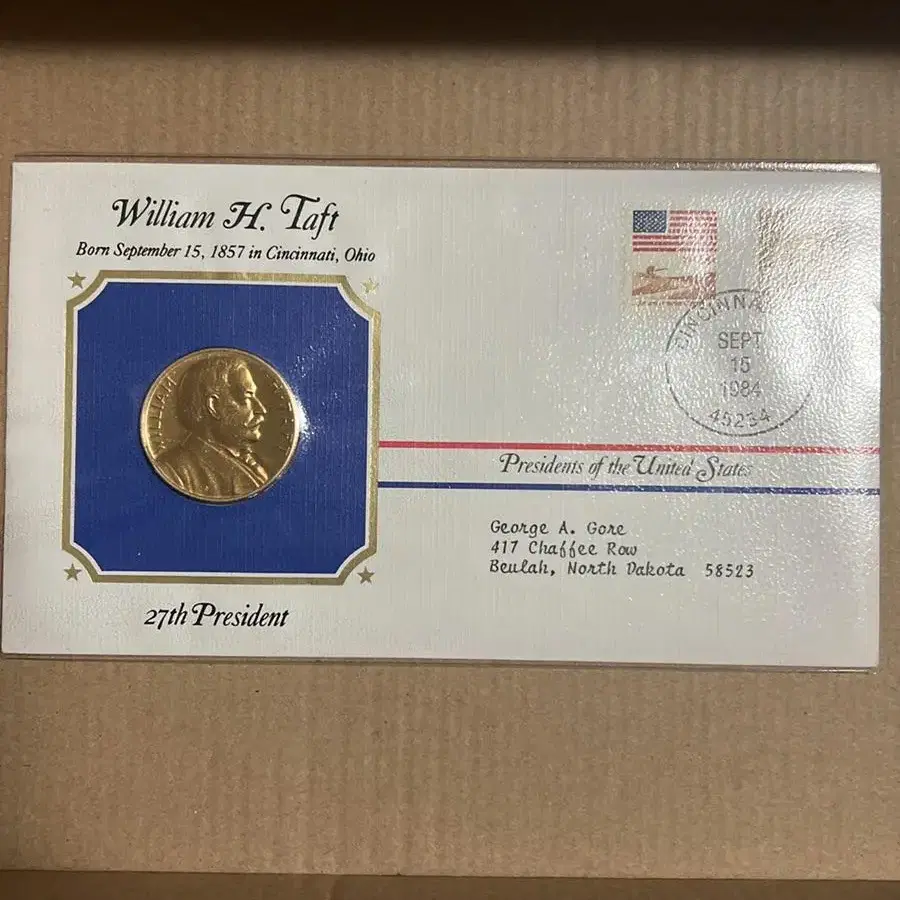 William H. Taft
Born September 15, 1857 in Cincinnati, Ohio
WILLIAM
SEPT
15
1984
45234
Presidents of the United States
George A. Gore
417 Chaffee Row
Beulah, North Dakota 58523
27th President